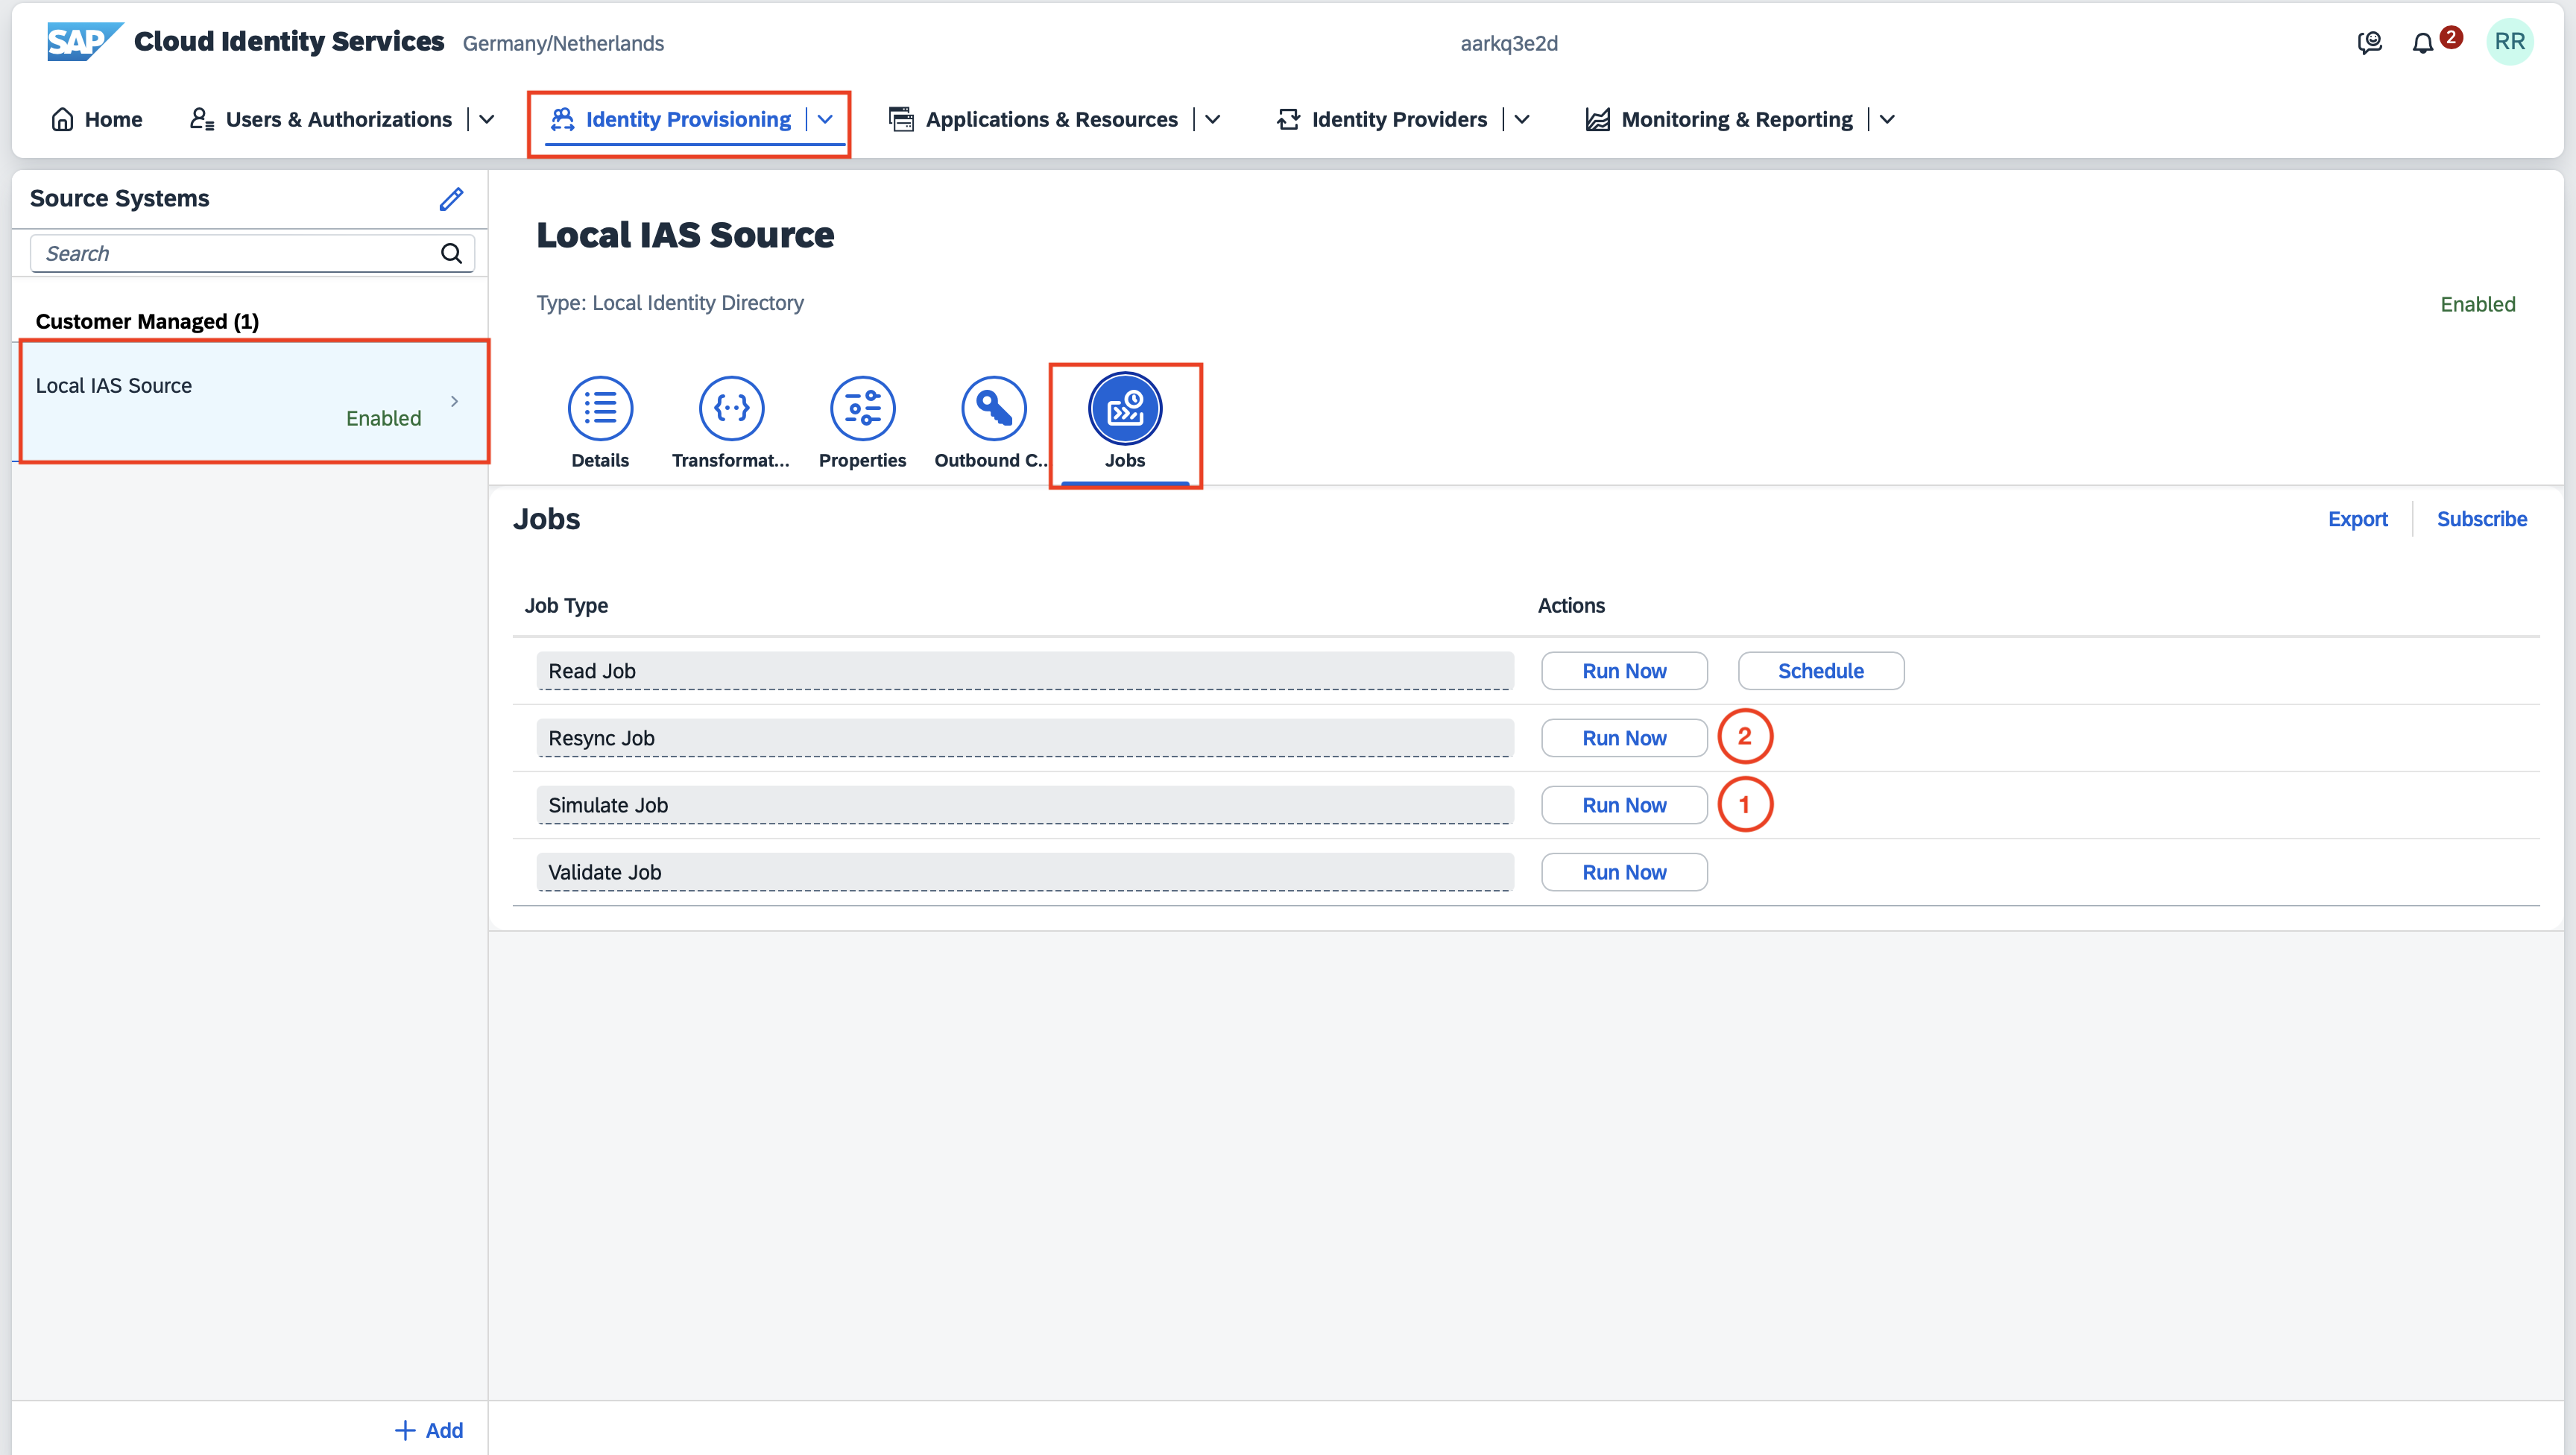 SAP Cloud Identity Services Germany/Netherlands aarkq3e2d 2 RR
Home Users & Authorizations Identity Provisioning Applications & Resources Identity Providers Monitoring & Reporting
Source Systems
Search
Customer Managed (1)
Local IAS Source
Enabled
Add
Local IAS Source
Type: Local Identity Directory Enabled
Details Transformat... Properties Outbound C... Jobs
Jobs Export Subscribe
Job Type Actions
Read Job Run Now Schedule
Resync Job Run Now 2
Simulate Job Run Now 1
Validate Job Run Now